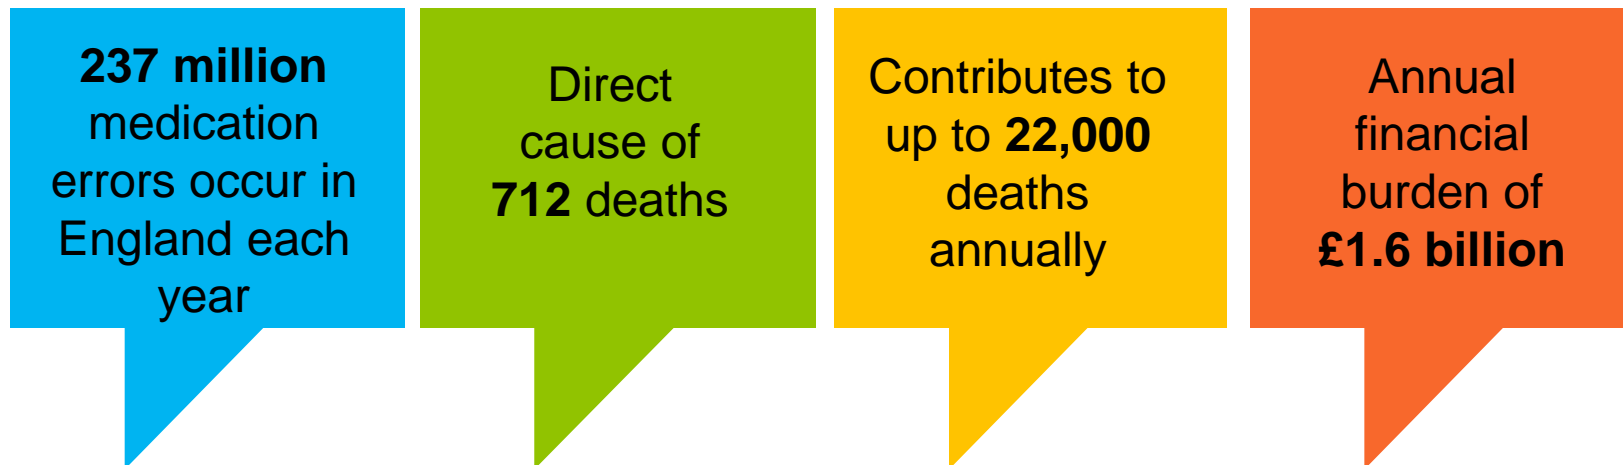 237 million
medication
errors occur in
England each
year
Direct
cause of
712 deaths
Contributes to
up to 22,000
deaths
annually
Annual
financial
burden of
£1.6 billion